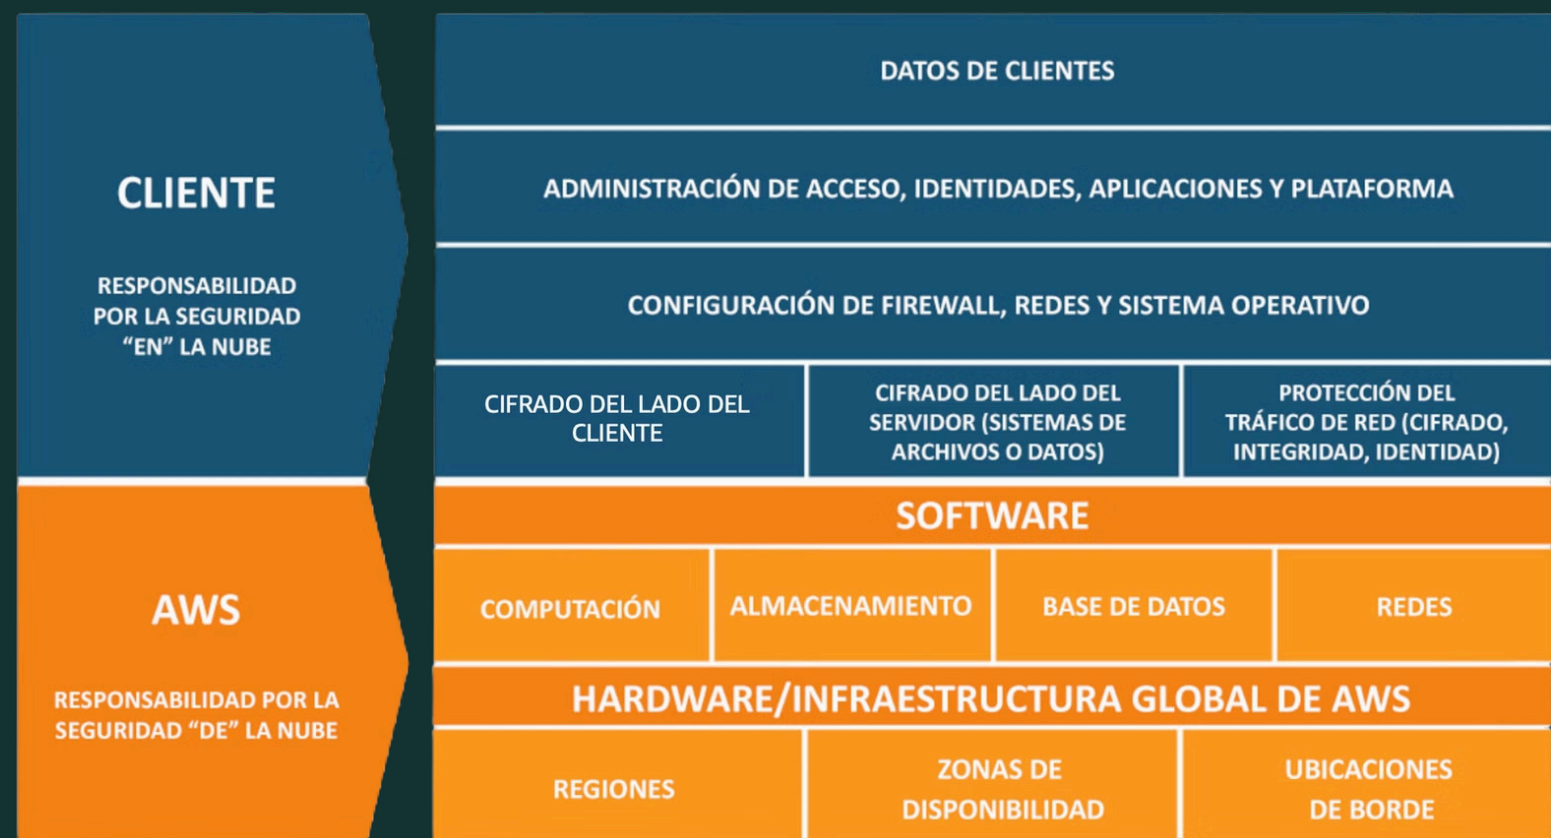 CLIENTE
RESPONSABILIDAD
POR LA SEGURIDAD
“EN” LA NUBE
DATOS DE CLIENTES
ADMINISTRACIÓN DE ACCESO, IDENTIDADES, APLICACIONES Y PLATAFORMA
CONFIGURACIÓN DE FIREWALL, REDES Y SISTEMA OPERATIVO
CIFRADO DEL LADO DEL
CLIENTE
CIFRADO DEL LADO DEL
SERVIDOR (SISTEMAS DE
ARCHIVOS O DATOS)
PROTECCIÓN DEL
TRÁFICO DE RED (CIFRADO,
INTEGRIDAD, IDENTIDAD)
AWS
RESPONSABILIDAD POR LA
SEGURIDAD “DE” LA NUBE
SOFTWARE
COMPUTACIÓN
ALMACENAMIENTO
BASE DE DATOS
REDES
HARDWARE/INFRAESTRUCTURA GLOBAL DE AWS
REGIONES
ZONAS DE
DISPONIBILIDAD
UBICACIONES
DE BORDE